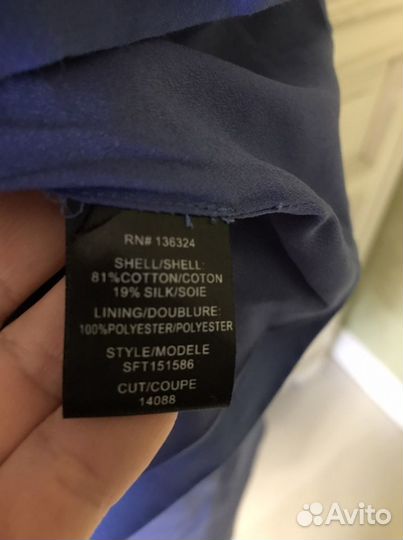 RN# 136324
SHELL/SHELL:
81%COTTON/COTON
19% SILK/SOIE
LINING/DOUBLURE:
100%POLYESTER/POLYESTER
STYLE/MODELE
SFT151586
CUT/COUPE
14088
Avito